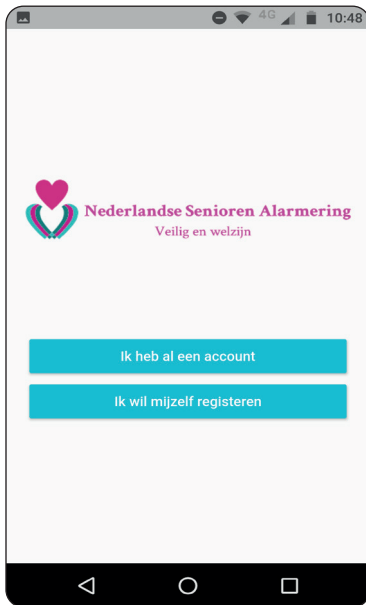 4G 10:48
Nederlandse Senioren Alarmering
Veilig en welzijn
Ik heb al een account
Ik wil mijzelf registeren